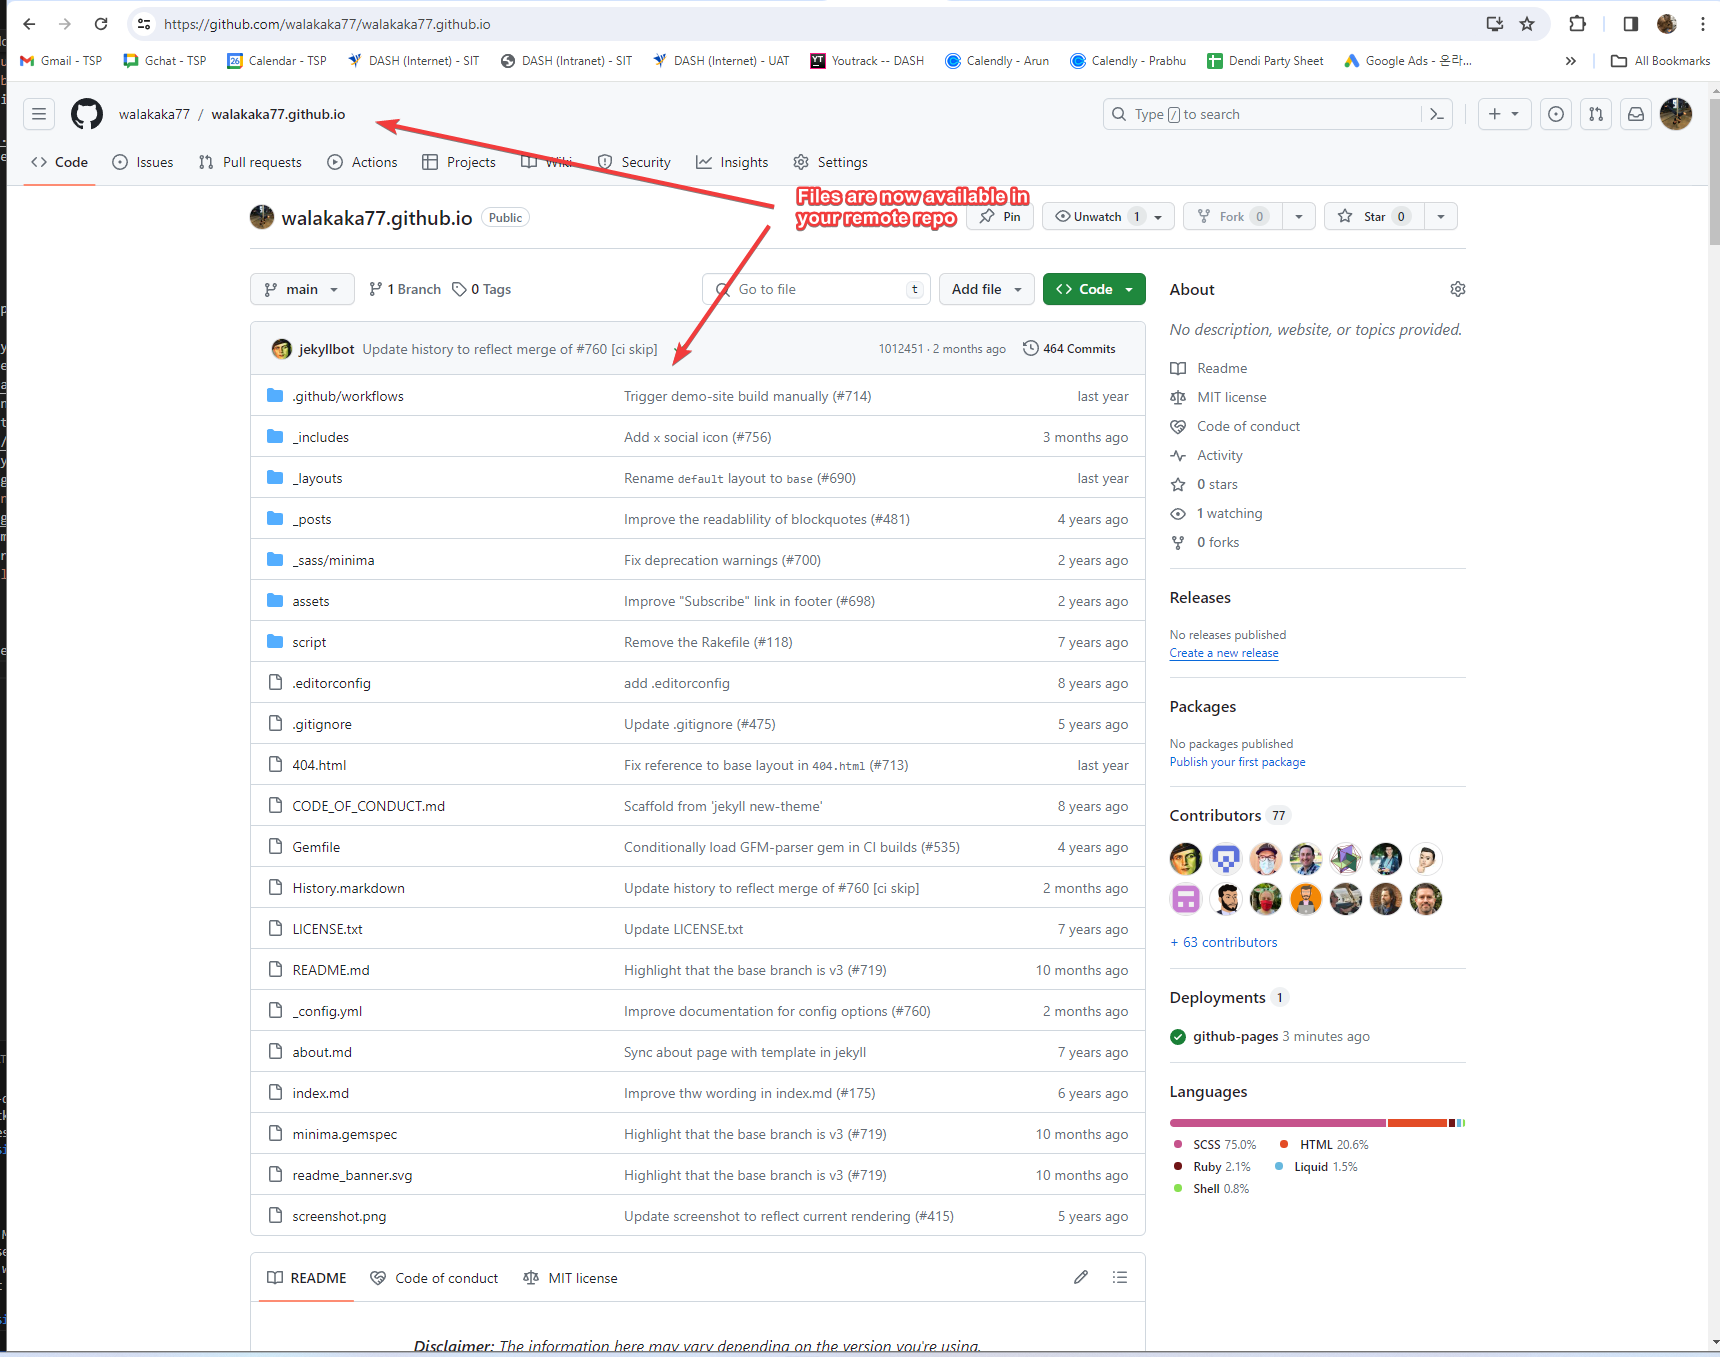 https://github.com/walakaka77/walakaka77.github.io
Gmail - TSP
Gchat - TSP
Calendar - TSP
DASH (Internet) - SIT
DASH (Intranet) - SIT
DASH (Internet) - UAT
Youtrack -- DASH
Calendly - Arun
Calendly - Prabhu
Dendi Party Sheet
Google Ads - 온라...
All Bookmarks
walakaka77 / walakaka77.github.io
Type / to search
Code
Issues
Pull requests
Actions
Projects
Wiki
Security
Insights
Settings
Files are now available in
your remote repo
walakaka77.github.io Public
Pin
Unwatch 1
Fork 0
Star 0
main
1 Branch
0 Tags
Go to file t
Add file
Code
jekyllbot Update history to reflect merge of #760 [ci skip] 1012451 · 2 months ago 464 Commits
.github/workflows Trigger demo-site build manually (#714) last year
_includes Add x social icon (#756) 3 months ago
_layouts Rename default layout to base (#690) last year
_posts Improve the readablility of blockquotes (#481) 4 years ago
_sass/minima Fix deprecation warnings (#700) 2 years ago
assets Improve "Subscribe" link in footer (#698) 2 years ago
script Remove the Rakefile (#118) 7 years ago
.editorconfig add .editorconfig 8 years ago
.gitignore Update .gitignore (#475) 5 years ago
404.html Fix reference to base layout in 404.html (#713) last year
CODE_OF_CONDUCT.md Scaffold from 'jekyll new-theme' 8 years ago
Gemfile Conditionally load GFM-parser gem in CI builds (#535) 4 years ago
History.markdown Update history to reflect merge of #760 [ci skip] 2 months ago
LICENSE.txt Update LICENSE.txt 7 years ago
README.md Highlight that the base branch is v3 (#719) 10 months ago
_config.yml Improve documentation for config options (#760) 2 months ago
about.md Sync about page with template in jekyll 7 years ago
index.md Improve thw wording in index.md (#175) 6 years ago
minima.gemspec Highlight that the base branch is v3 (#719) 10 months ago
readme_banner.svg Highlight that the base branch is v3 (#719) 10 months ago
screenshot.png Update screenshot to reflect current rendering (#415) 5 years ago
README
Code of conduct
MIT license
Disclaimer: The information here may vary depending on the version you're using.
About
No description, website, or topics provided.
Readme
MIT license
Code of conduct
Activity
0 stars
1 watching
0 forks
Releases
No releases published
Create a new release
Packages
No packages published
Publish your first package
Contributors 77
+ 63 contributors
Deployments 1
github-pages 3 minutes ago
Languages
SCSS 75.0%
HTML 20.6%
Ruby 2.1%
Liquid 1.5%
Shell 0.8%